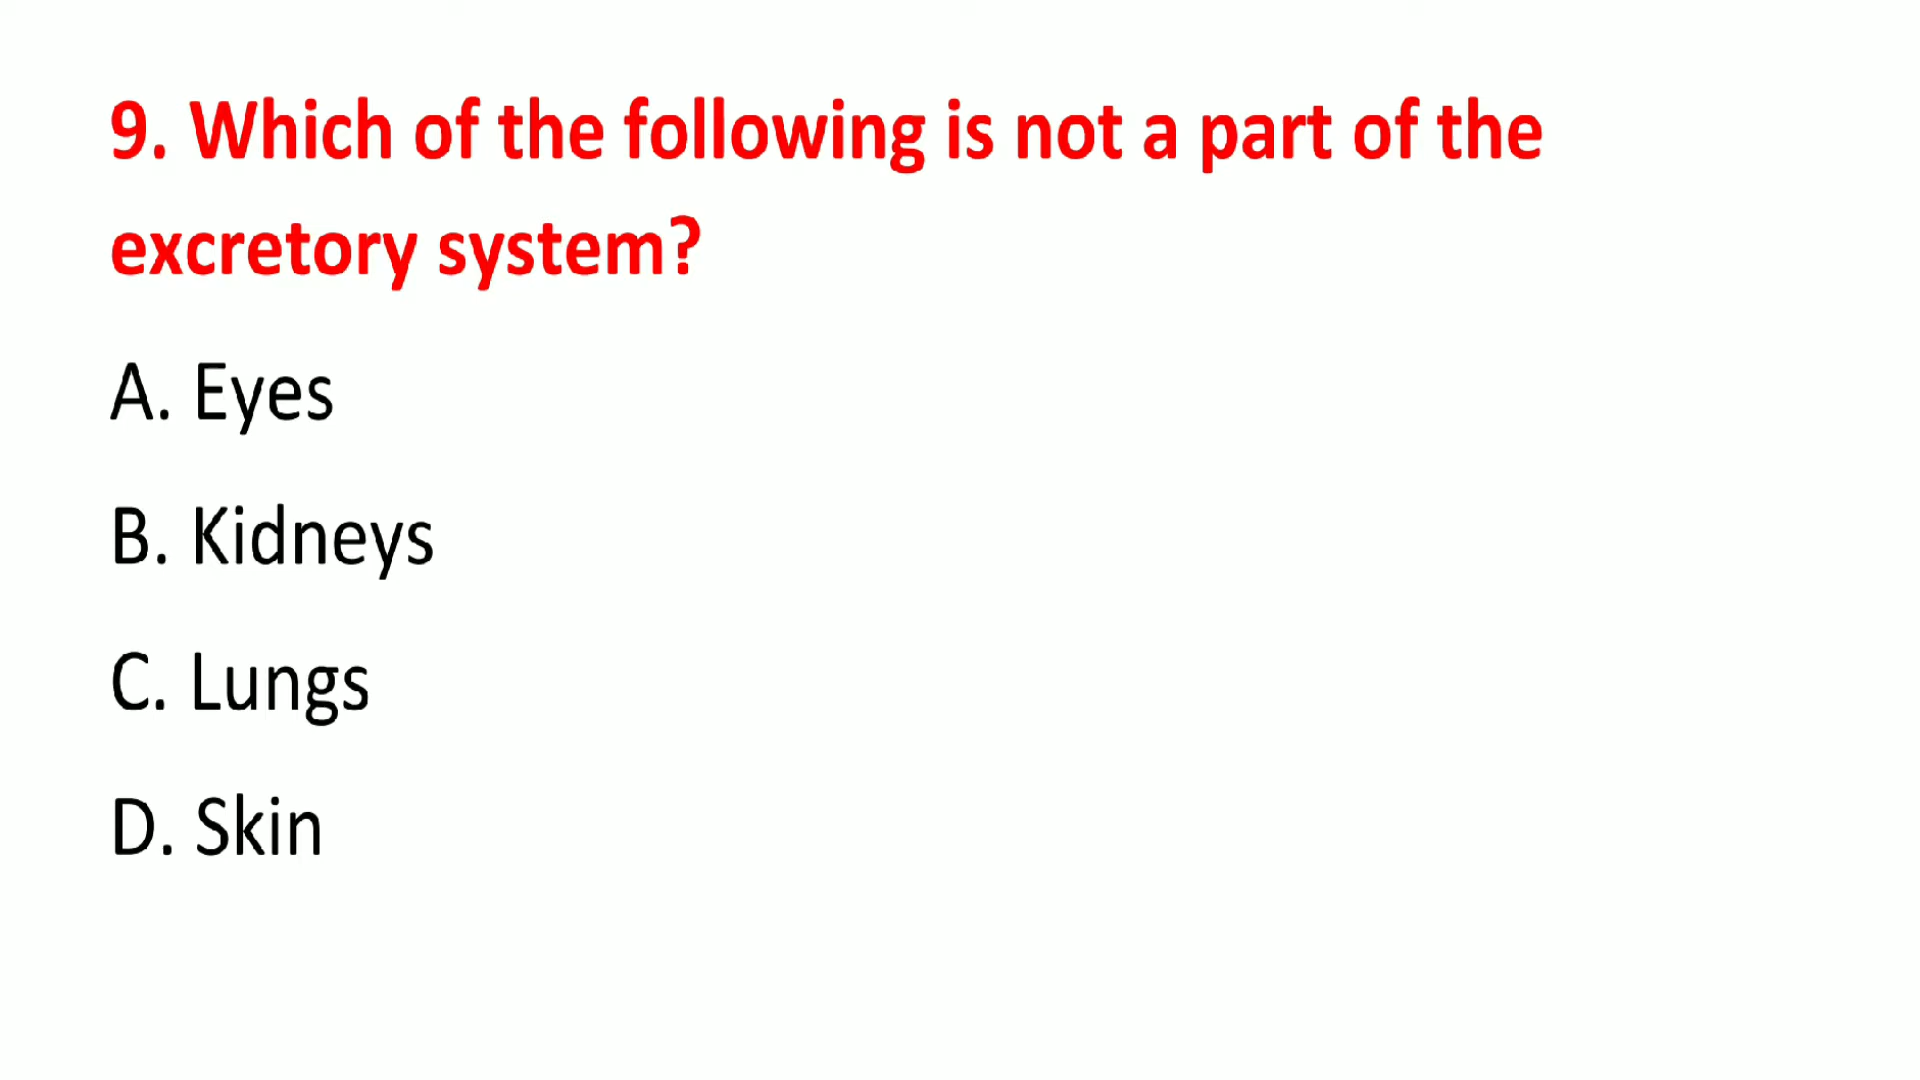 9. Which of the following is not a part of the
excretory system?
A. Eyes
B. Kidneys
C. Lungs
D. Skin